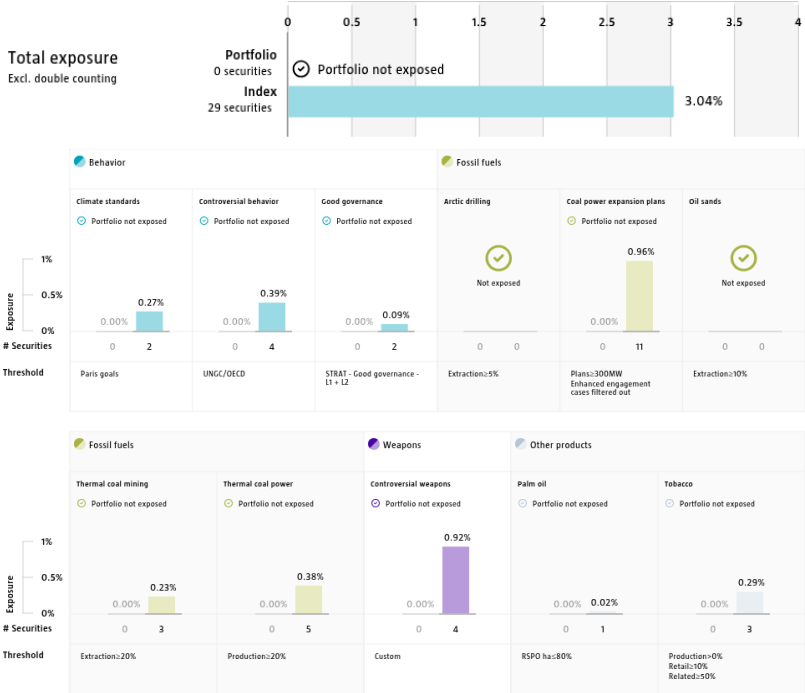 0 0.5 1 1.5 2 2.5 3 3.5 4
Total exposure
Excl. double counting
Portfolio
0 securities
Portfolio not exposed
Index
29 securities
3.04%
Behavior
Fossil fuels
Climate standards
Controversial behavior
Good governance
Arctic drilling
Coal power expansion plans
Oil sands
Portfolio not exposed
Portfolio not exposed
Portfolio not exposed
Portfolio not exposed
Exposure
1%
0.5%
0%
0.00% 0.27%
0.00% 0.39%
0.00% 0.09%
Not exposed
0.00% 0.96%
Not exposed
# Securities
0 2
0 4
0 2
0 0
0 11
0 0
Threshold
Paris goals
UNGC/OECD
STRAT - Good governance -
L1 + L2
Extraction≥5%
Plans≥300MW
Enhanced engagement
cases filtered out
Extraction≥10%
Fossil fuels
Weapons
Other products
Thermal coal mining
Thermal coal power
Controversial weapons
Palm oil
Tobacco
Portfolio not exposed
Portfolio not exposed
Portfolio not exposed
Portfolio not exposed
Portfolio not exposed
Exposure
1%
0.5%
0%
0.00% 0.23%
0.00% 0.38%
0.00% 0.92%
0.00% 0.02%
0.00% 0.29%
# Securities
0 3
0 5
0 4
0 1
0 3
Threshold
Extraction≥20%
Production≥20%
Custom
RSPO ha≤80%
Production>0%
Retail≥10%
Related≥50%